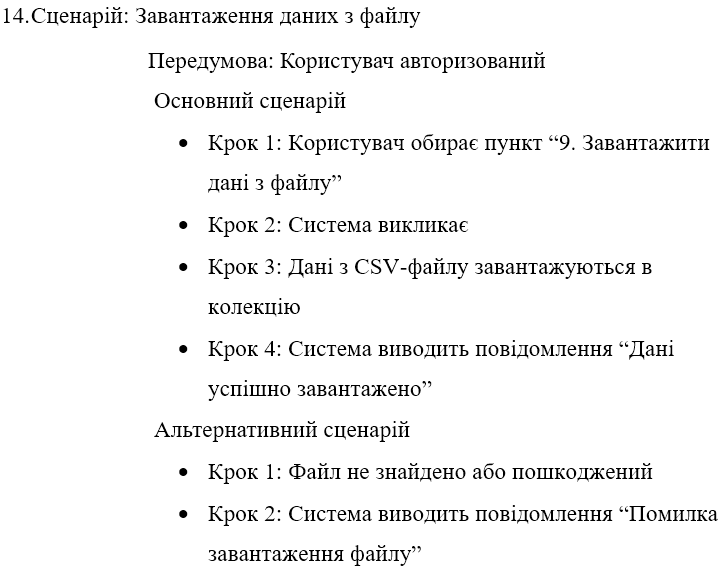 14.Сценарій: Завантаження даних з файлу
Передумова: Користувач авторизований
Основний сценарій
• Крок 1: Користувач обирає пункт “9. Завантажити
дані з файлу”
• Крок 2: Система викликає
• Крок 3: Дані з CSV-файлу завантажуються в
колекцію
• Крок 4: Система виводить повідомлення “Дані
успішно завантажено”
Альтернативний сценарій
• Крок 1: Файл не знайдено або пошкоджений
• Крок 2: Система виводить повідомлення “Помилка
завантаження файлу”